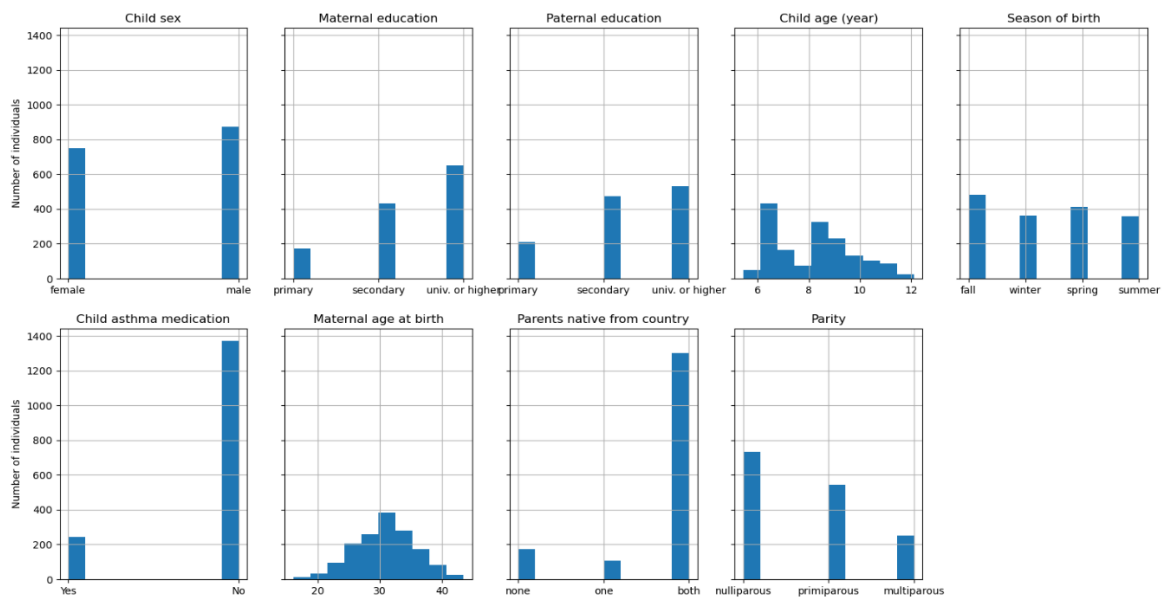 Child sex
Maternal education
Paternal education
Child age (year)
Season of birth
Number of individuals
1400
1200
1000
800
600
400
200
0
female
male
primary
secondary
univ. or higher
primary
secondary
univ. or higher
6
8
10
12
fall
winter
spring
summer
Child asthma medication
Maternal age at birth
Parents native from country
Parity
Number of individuals
1400
1200
1000
800
600
400
200
0
Yes
No
20
30
40
none
one
both
nulliparous
primiparous
multiparous